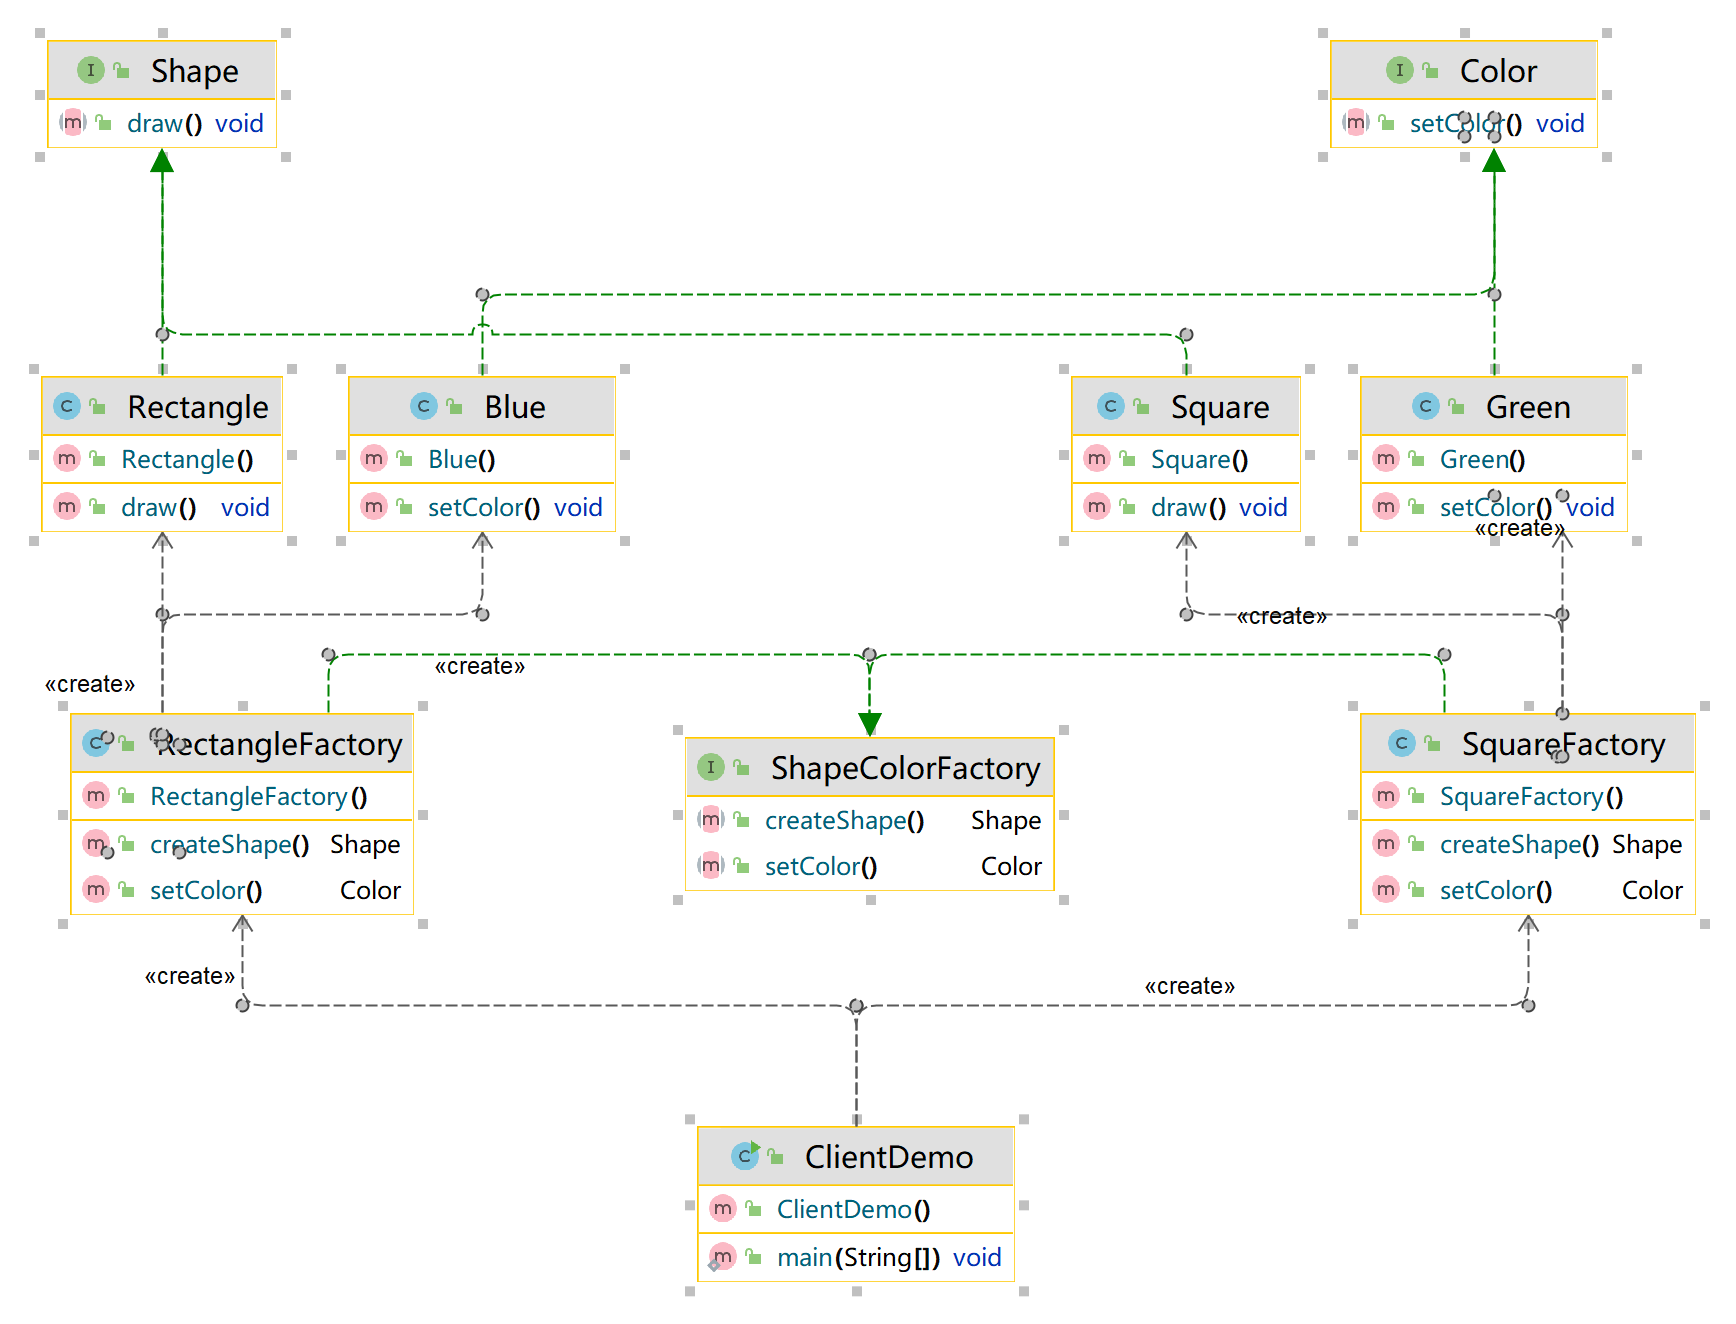 Shape
draw() void
Color
setColor() void
Rectangle
Rectangle()
draw() void
Blue
Blue()
setColor() void
Square
Square()
draw() void
Green
Green()
setColor() void
«create»
«create»
«create»
«create»
RectangleFactory
RectangleFactory()
createShape() Shape
setColor() Color
ShapeColorFactory
createShape() Shape
setColor() Color
SquareFactory
SquareFactory()
createShape() Shape
setColor() Color
«create»
«create»
ClientDemo
ClientDemo()
main(String[]) void